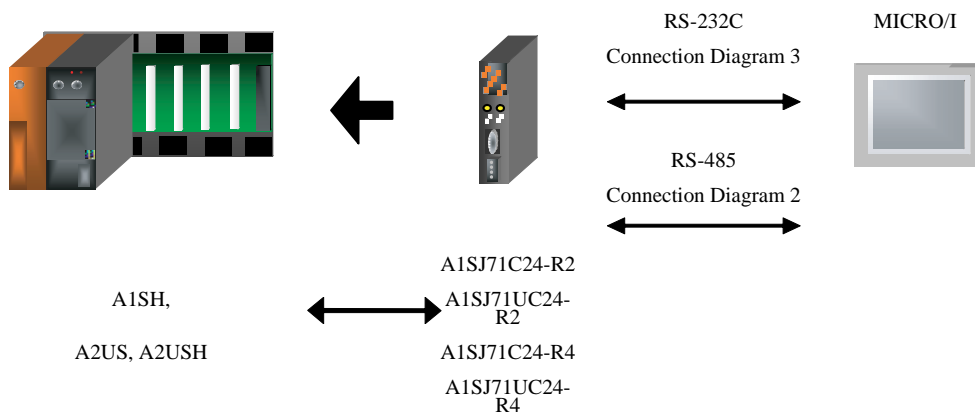 RS-232C
MICRO/I
Connection Diagram 3
RS-485
Connection Diagram 2
A1SJ71C24-R2
A1SH,
A1SJ71UC24-
R2
A2US, A2USH
A1SJ71C24-R4
A1SJ71UC24-
R4